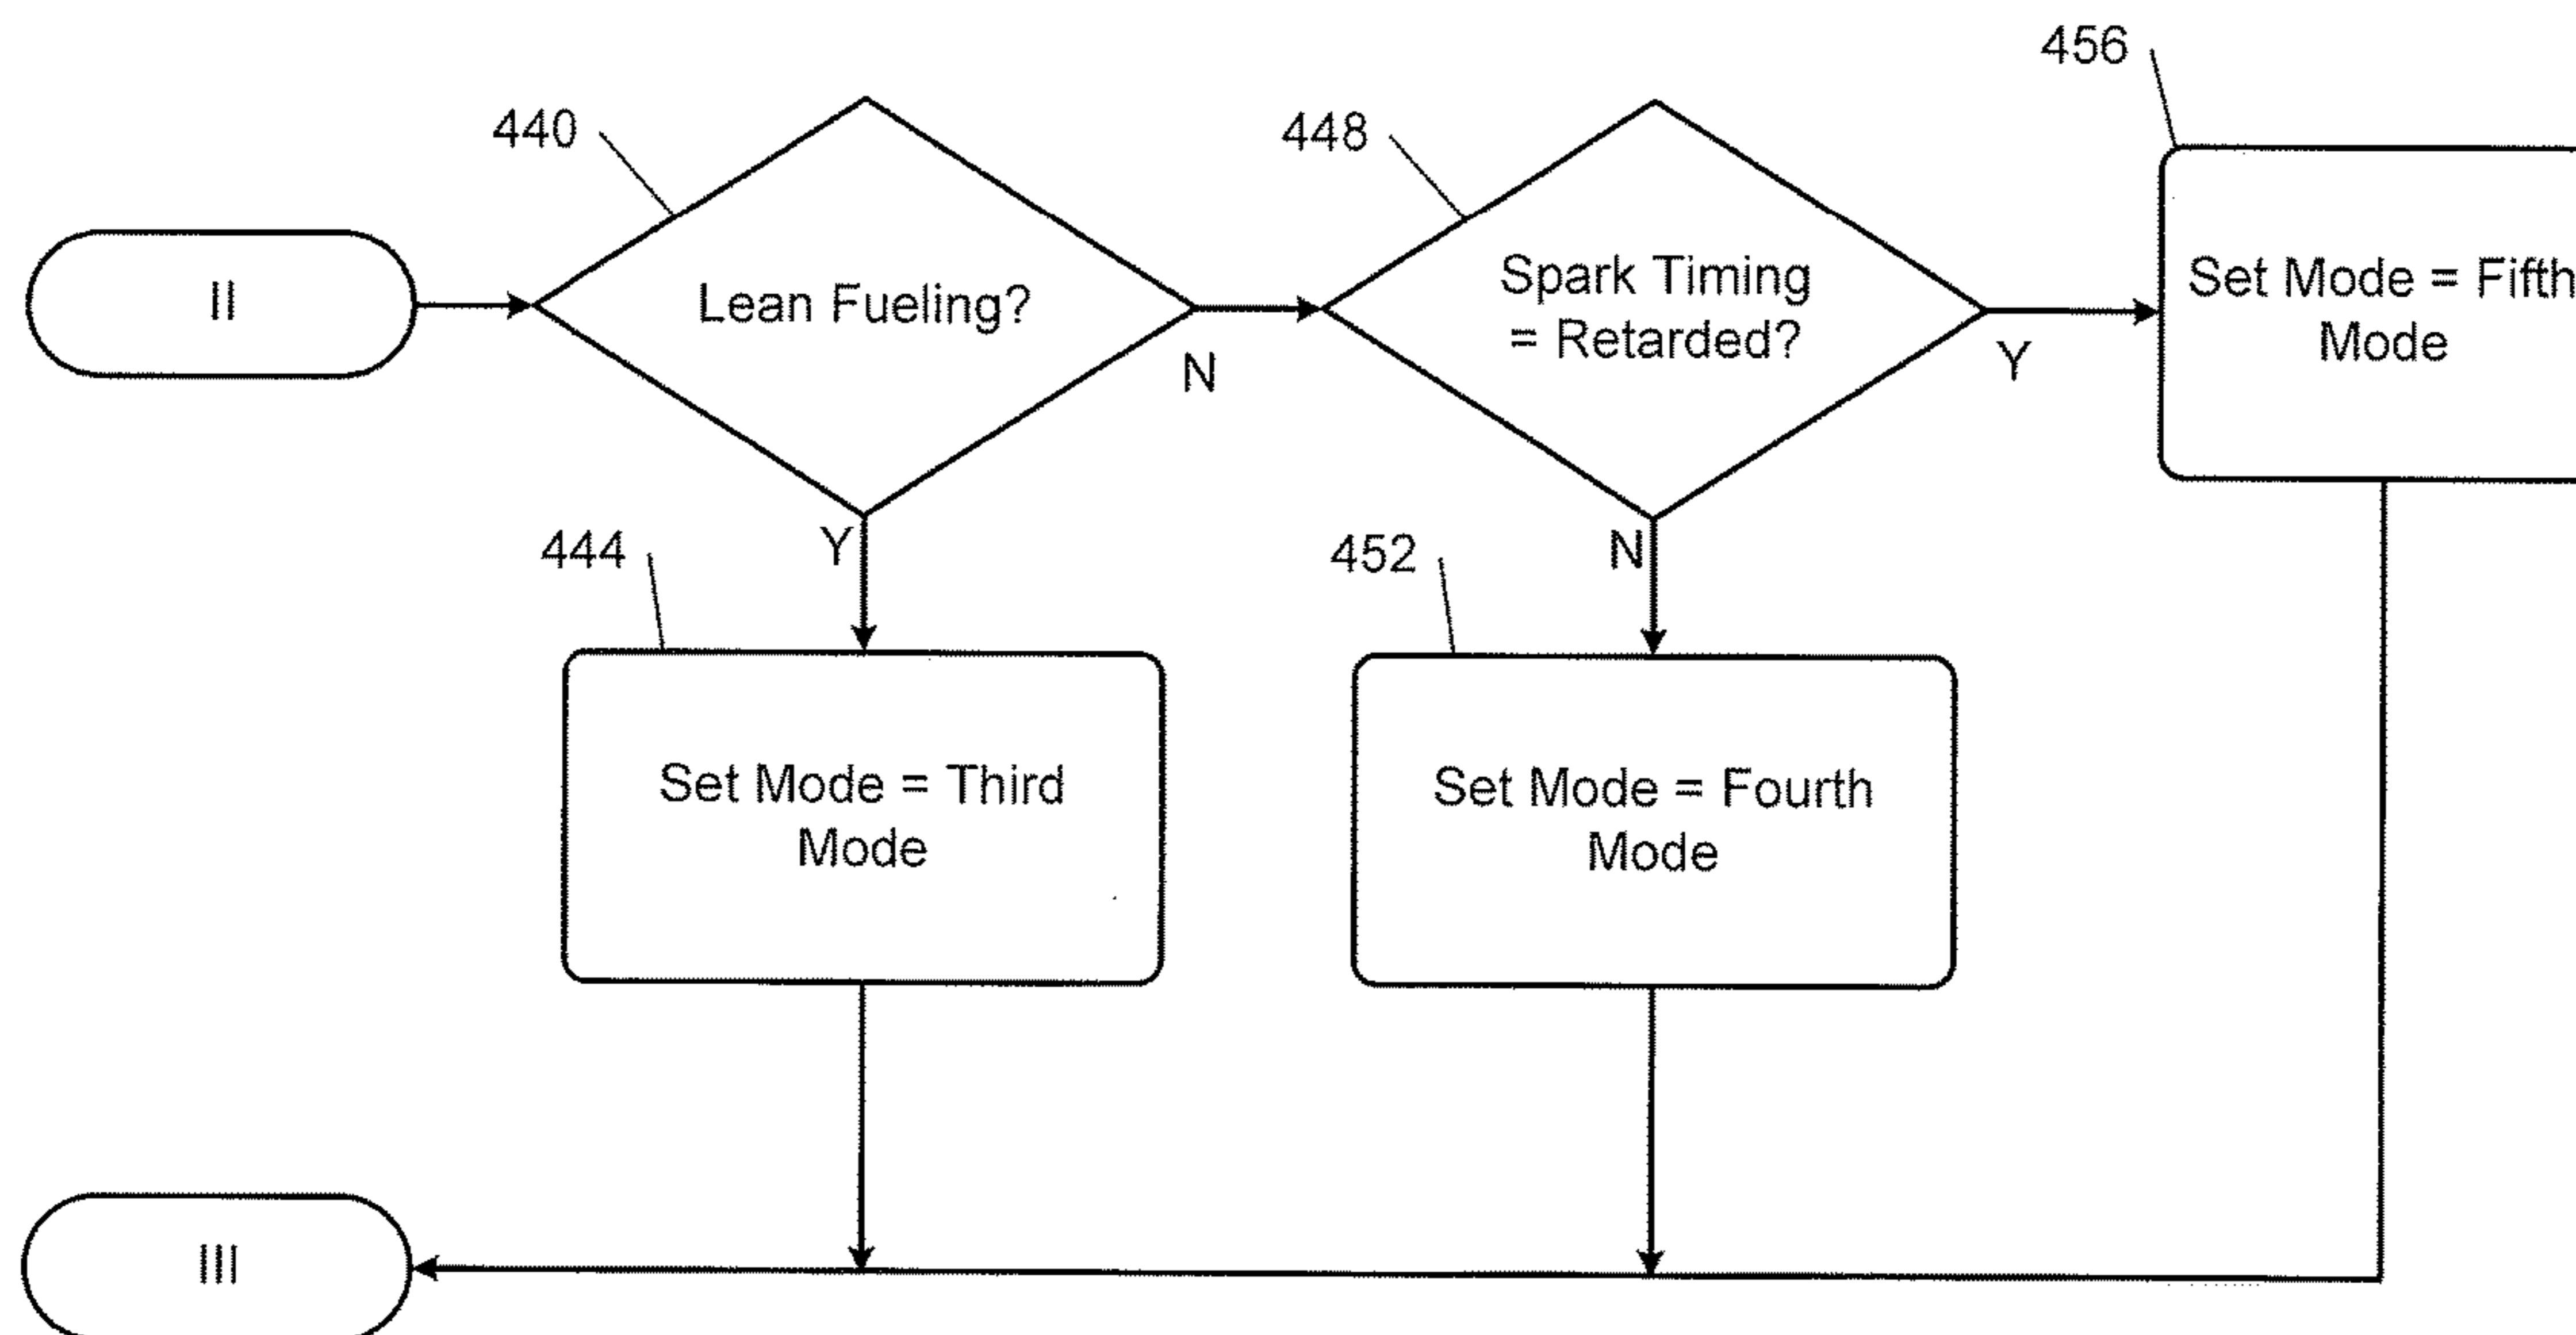 456
440
448
II
Lean Fueling?
Spark Timing
= Retarded?
Set Mode = Fifth
Mode
N
Y
Y
N
444
452
Set Mode = Third
Mode
Set Mode = Fourth
Mode
III